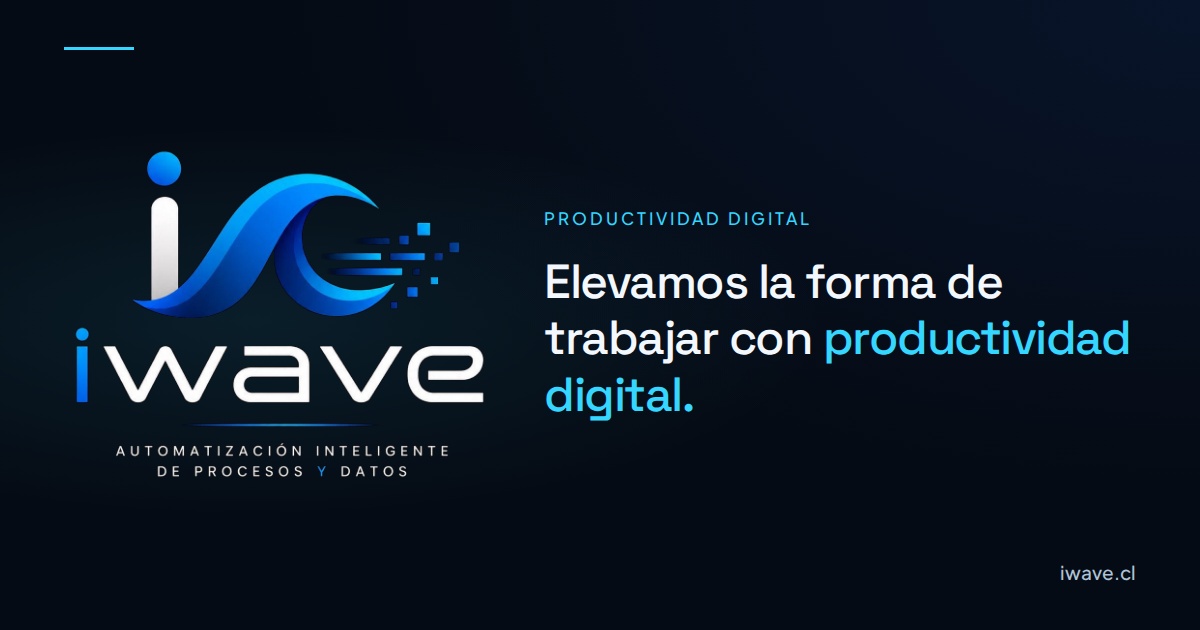 iwave
AUTOMATIZACIÓN INTELIGENTE
DE PROCESOS Y DATOS
PRODUCTIVIDAD DIGITAL
Elevamos la forma de
trabajar con productividad
digital.
iwave.cl